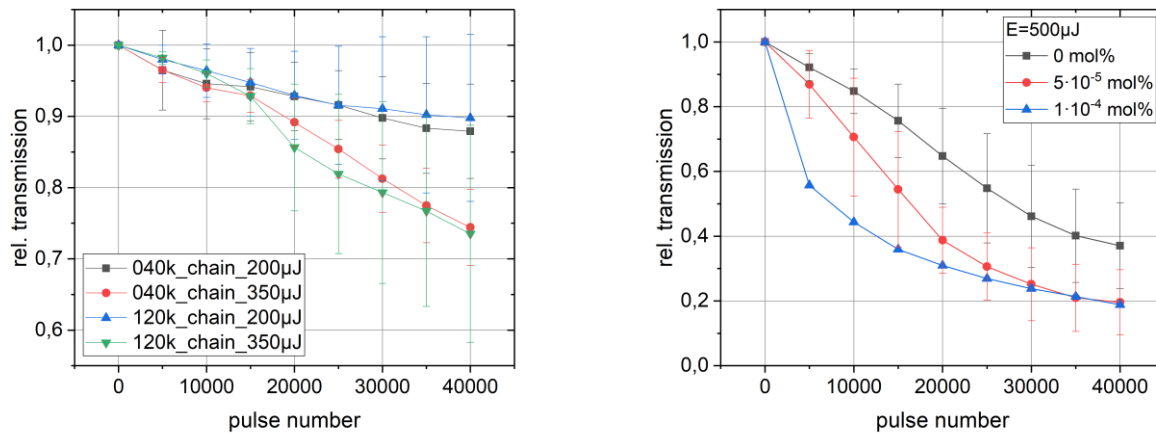 1,0
0,9
0,8
0,7
0,6
rel. transmission
040k_chain_200µJ
040k_chain_350µJ
120k_chain_200µJ
120k_chain_350µJ
0 10000 20000 30000 40000
pulse number
1,0
0,8
0,6
0,4
0,2
0,0
rel. transmission
E=500µJ
0 mol%
5·10⁻⁵ mol%
1·10⁻⁴ mol%
0 10000 20000 30000 40000
pulse number